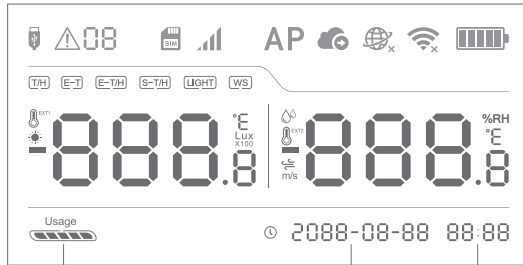 08 SIM AP
T/H E-T E-T/H S-T/H LIGHT WS
EXT1 888.8 °E Lux X100
EXT2 m/s 888.8 %RH °E
Usage
2088-08-88 88:88